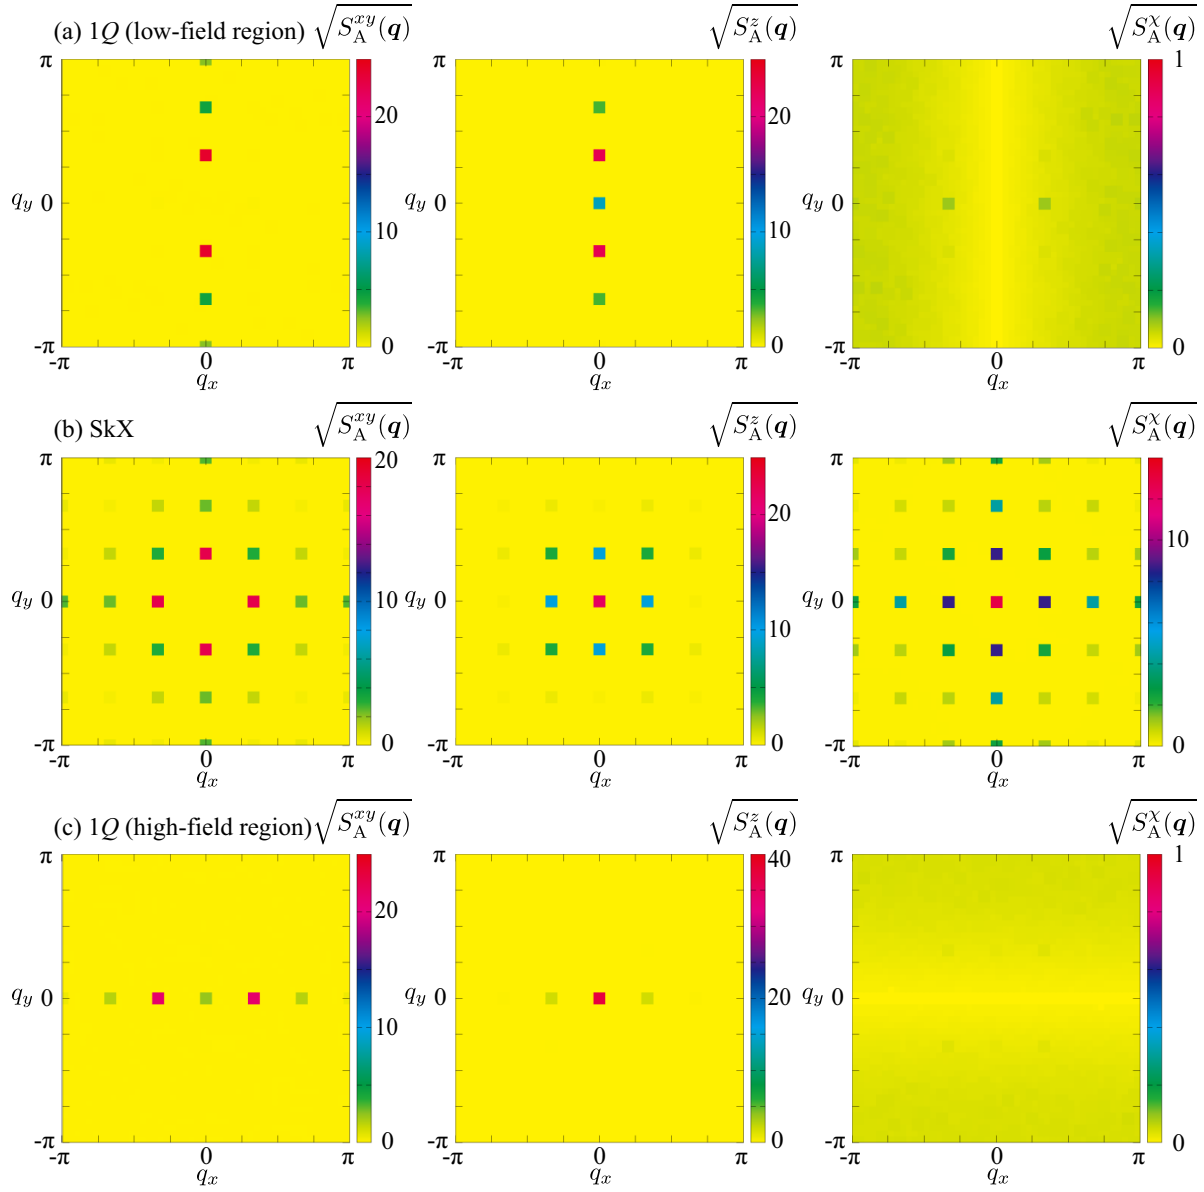 (a) 1Q (low-field region) √S_A^{xy}(q) √S_A^z(q) √S_A^χ(q)
π 20 20 1
q_y 0 10 q_y 0 10 q_y 0
-π 0 0 -π 0
-π 0 π 0 -π 0 π
q_x q_x q_x
(b) SkX √S_A^{xy}(q) √S_A^z(q) √S_A^χ(q)
π 20 20
q_y 0 10 q_y 0 10 q_y 0 10
-π 0 0 -π 0
-π 0 π 0 -π 0 π
q_x q_x q_x
(c) 1Q (high-field region) √S_A^{xy}(q) √S_A^z(q) √S_A^χ(q)
π 20 40 π 1
q_y 0 10 q_y 0 20 q_y 0
-π 0 0 -π 0
-π 0 π 0 -π 0 π
q_x q_x q_x